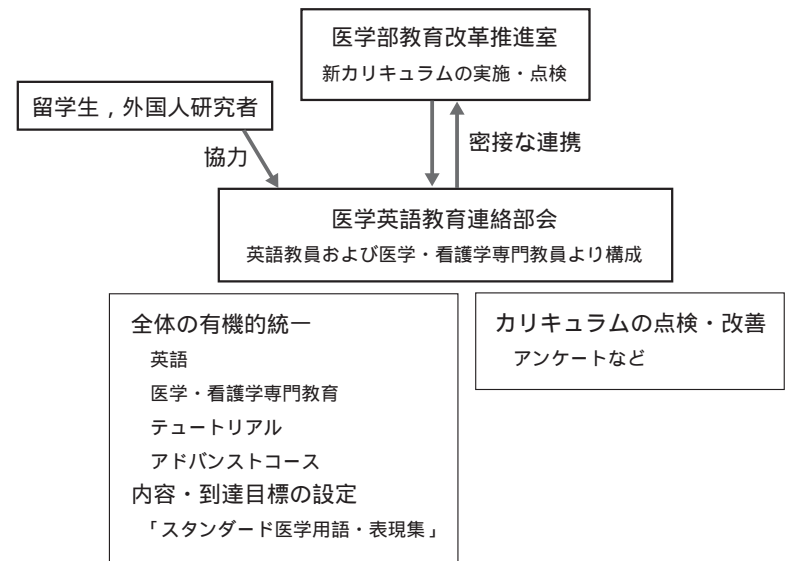 医学部教育改革推進室
新カリキュラムの実施・点検
留学生，外国人研究者
協力
密接な連携
医学英語教育連絡部会
英語教員および医学・看護学専門教員より構成
全体の有機的統一
英語
医学・看護学専門教育
テュートリアル
アドバンストコース
内容・到達目標の設定
「スタンダード医学用語・表現集」
カリキュラムの点検・改善
アンケートなど